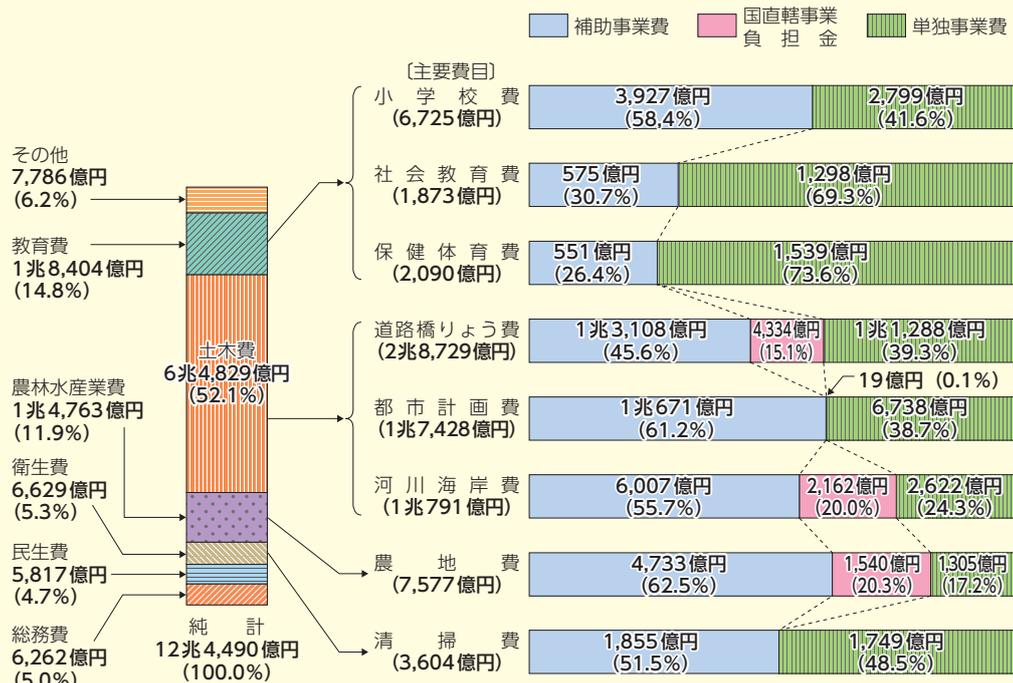 補助事業費
国直轄事業
負担金
単独事業費
〔主要費目〕
小学校費
(6,725億円)
3,927億円
(58.4%)
2,799億円
(41.6%)
社会教育費
(1,873億円)
575億円
(30.7%)
1,298億円
(69.3%)
保健体育費
(2,090億円)
551億円
(26.4%)
1,539億円
(73.6%)
道路橋りょう費
(2兆8,729億円)
1兆3,108億円
(45.6%)
4,334億円
(15.1%)
1兆1,288億円
(39.3%)
19億円 (0.1%)
都市計画費
(1兆7,428億円)
1兆671億円
(61.2%)
6,738億円
(38.7%)
河川海岸費
(1兆791億円)
6,007億円
(55.7%)
2,162億円
(20.0%)
2,622億円
(24.3%)
農地費
(7,577億円)
4,733億円
(62.5%)
1,540億円
(20.3%)
1,305億円
(17.2%)
清掃費
(3,604億円)
1,855億円
(51.5%)
1,749億円
(48.5%)
その他
7,786億円
(6.2%)
教育費
1兆8,404億円
(14.8%)
土木費
6兆4,829億円
(52.1%)
農林水産業費
1兆4,763億円
(11.9%)
衛生費
6,629億円
(5.3%)
民生費
5,817億円
(4.7%)
総務費
6,262億円
(5.0%)
純計
12兆4,490億円
(100.0%)